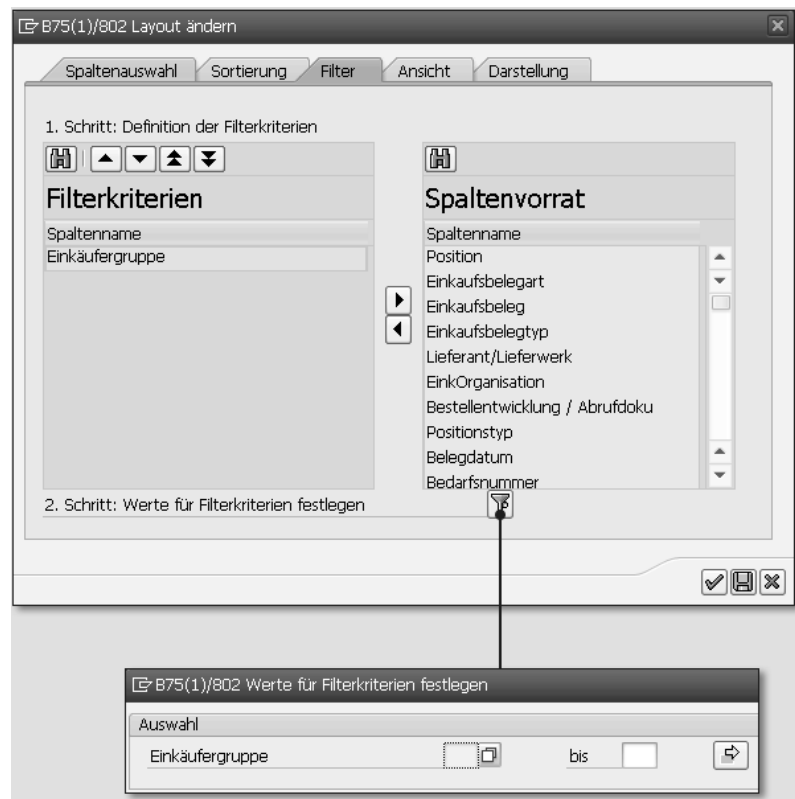 B75(1)/802 Layout ändern
Spaltenauswahl Sortierung Filter Ansicht Darstellung
1. Schritt: Definition der Filterkriterien
Filterkriterien
Spaltenname
Einkäufergruppe
Spaltenvorrat
Spaltenname
Position
Einkaufsbelegart
Einkaufsbeleg
Einkaufsbelegtyp
Lieferant/Lieferwerk
EinkOrganisation
Bestellentwicklung / Abrufdoku
Positionstyp
Belegdatum
Bedarfsnummer
2. Schritt: Werte für Filterkriterien festlegen
B75(1)/802 Werte für Filterkriterien festlegen
Auswahl
Einkäufergruppe bis